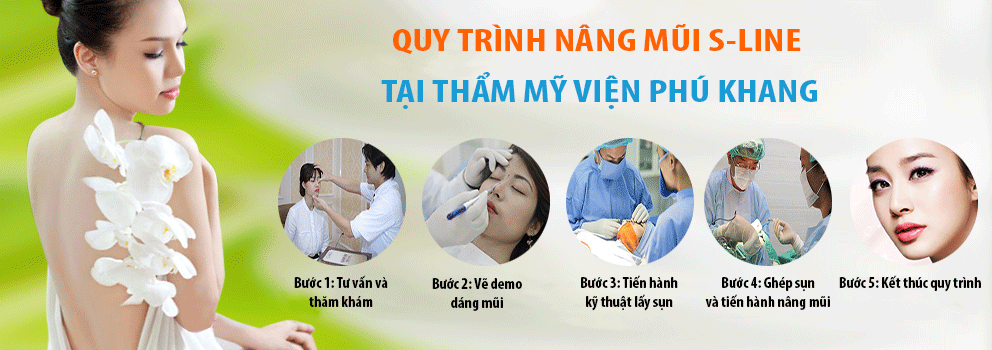 QUY TRÌNH NÂNG MŨI S-LINE
TẠI THẨM MỸ VIỆN PHÚ KHANG
Bước 1: Tư vấn và
thăm khám
Bước 2: Vẽ demo
dáng mũi
Bước 3: Tiến hành
kỹ thuật lấy sụn
Bước 4: Ghép sụn
và tiến hành nâng mũi
Bước 5: Kết thúc quy trình